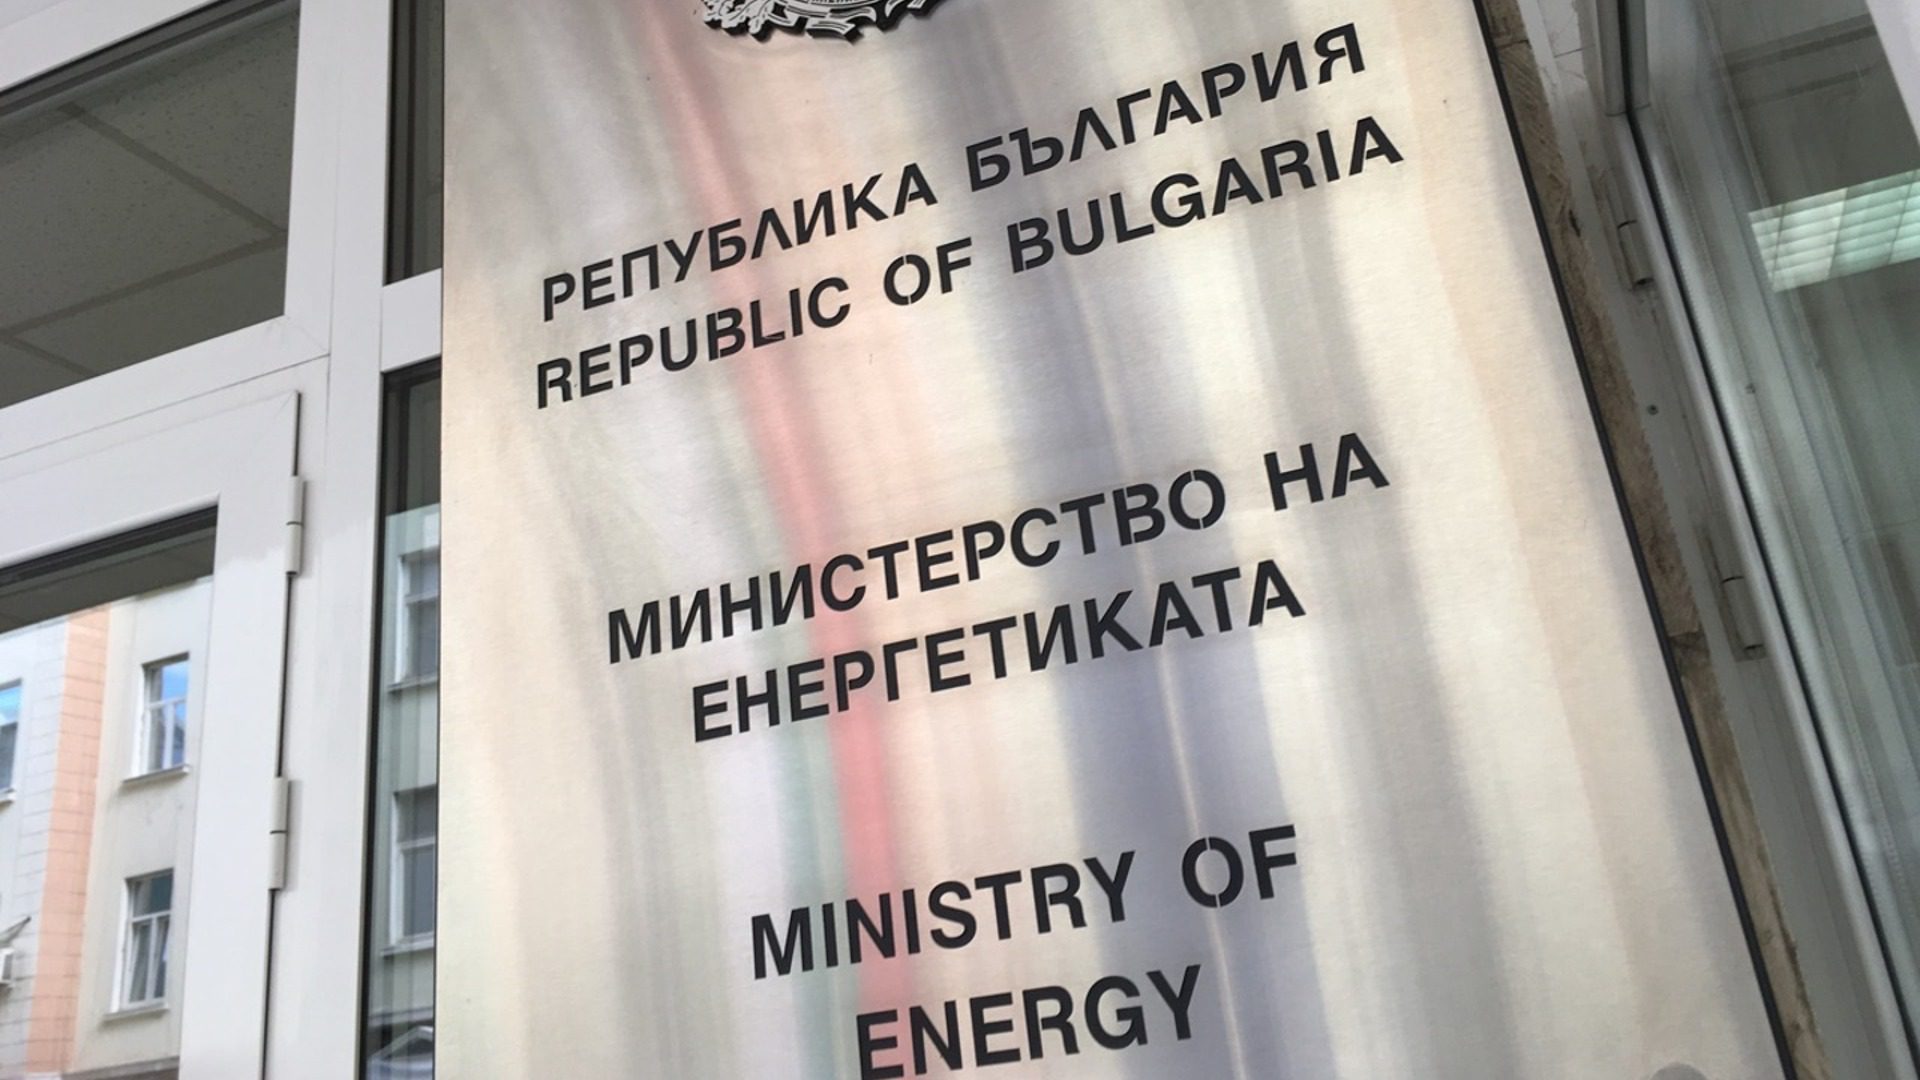 РЕПУБЛИКА БЪЛГАРИЯ
REPUBLIC OF BULGARIA
МИНИСТЕРСТВО НА
ЕНЕРГЕТИКАТА
MINISTRY OF
ENERGY